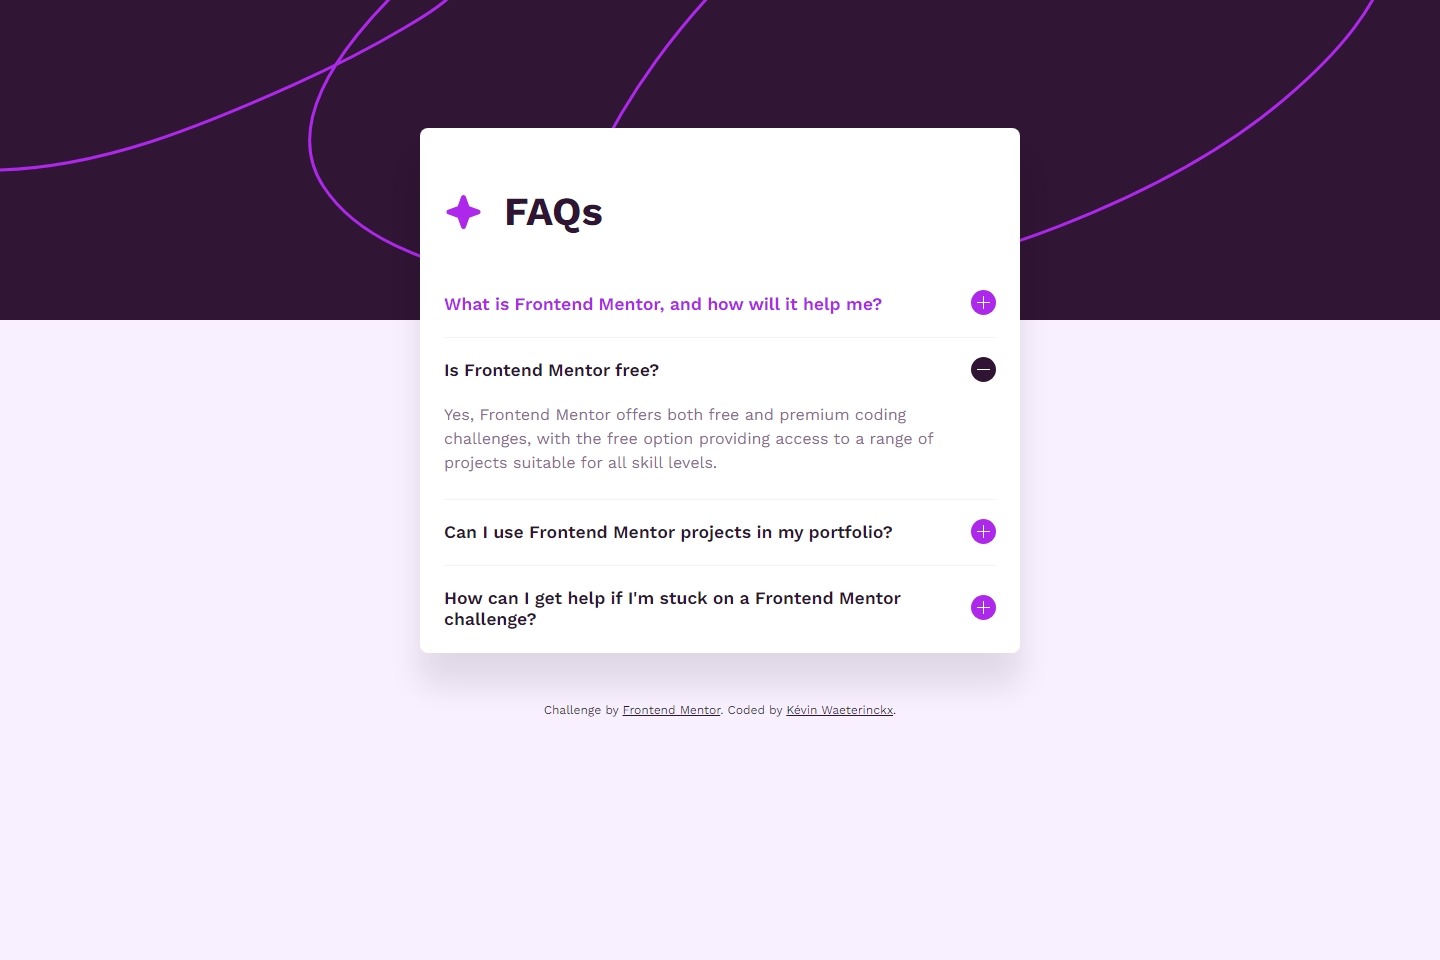 FAQs
What is Frontend Mentor, and how will it help me?
Is Frontend Mentor free?
Yes, Frontend Mentor offers both free and premium coding
challenges, with the free option providing access to a range of
projects suitable for all skill levels.
Can I use Frontend Mentor projects in my portfolio?
How can I get help if I'm stuck on a Frontend Mentor
challenge?
Challenge by Frontend Mentor. Coded by Kévin Waeterinckx.